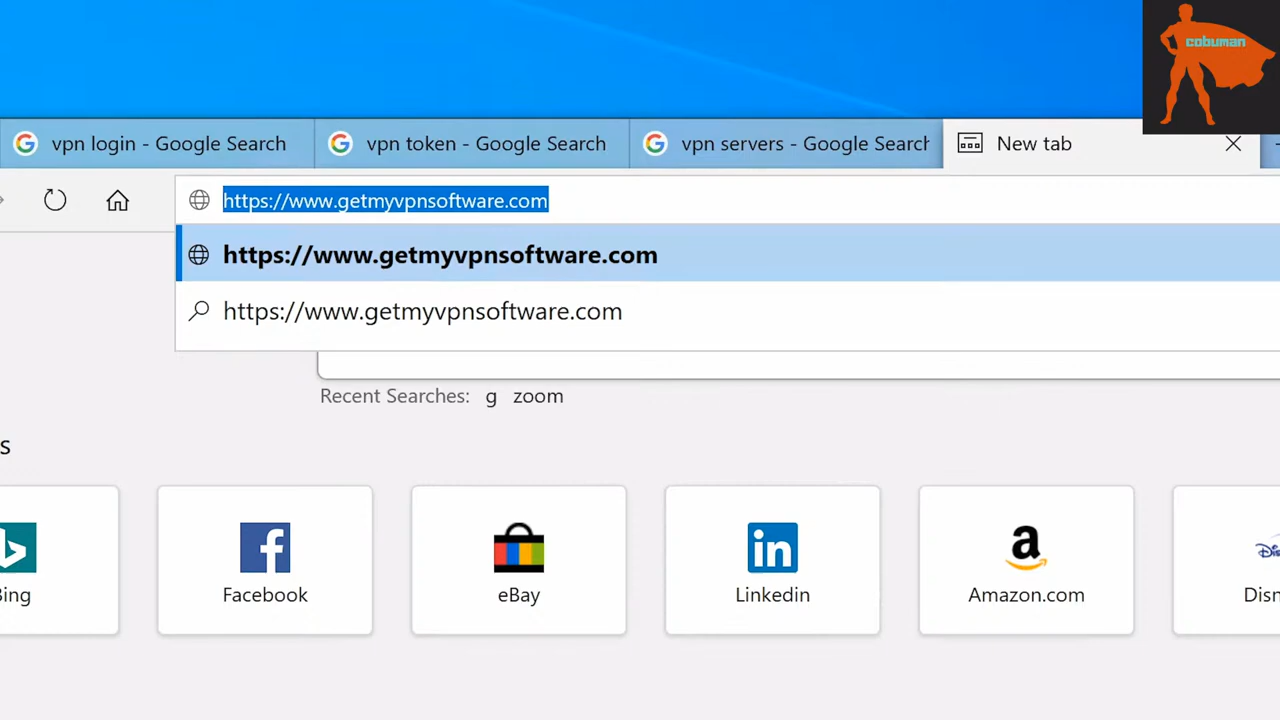 cobuman
vpn login - Google Search
vpn token - Google Search
vpn servers - Google Search
New tab
https://www.getmyvpnsoftware.com
https://www.getmyvpnsoftware.com
https://www.getmyvpnsoftware.com
Recent Searches: g zoom
s
Bing
Facebook
eBay
Linkedin
Amazon.com
Disn